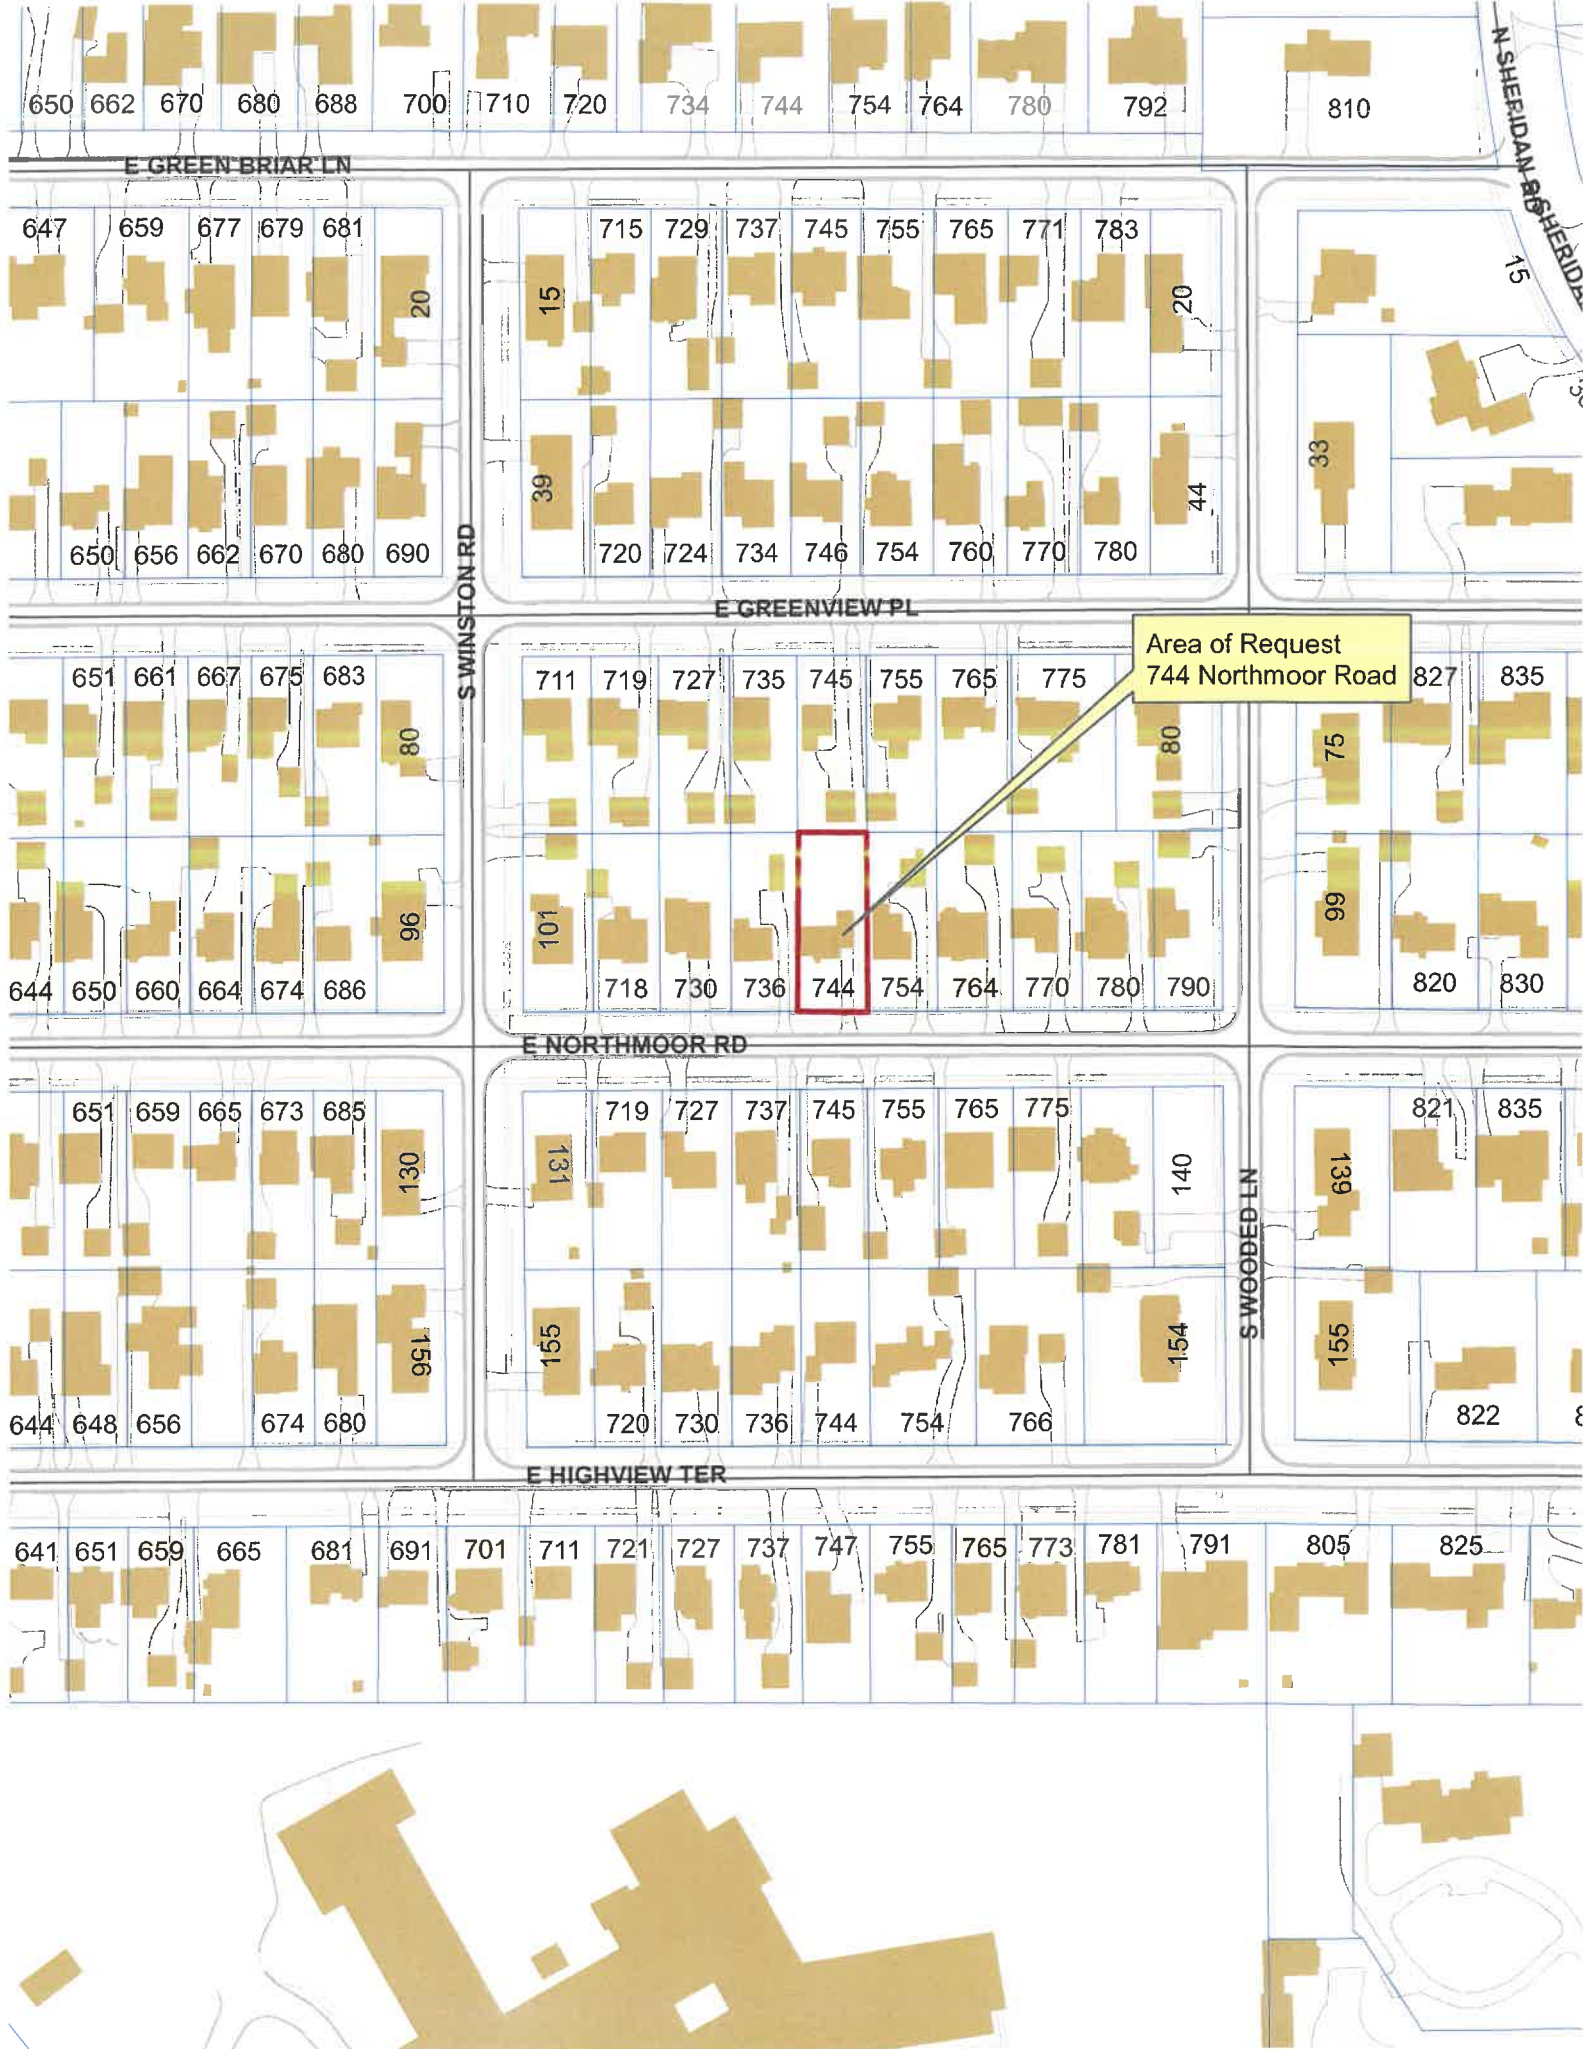 650 662 670 680 688 700 710 720 734 744 754 764 780 792 810
N SHERIDAN RD
E GREEN BRIAR LN
647 659 677 679 681 715 729 737 745 755 765 771 783
20 15 20 15
39 44 33
650 656 662 670 680 690 720 724 734 746 754 760 770 780
S WINSTON RD
E GREENVIEW PL
Area of Request
744 Northmoor Road
651 661 667 675 683 711 719 727 735 745 755 765 775 827 835
80 80 75
96 101 99
644 650 660 664 674 686 718 730 736 744 754 764 770 780 790 820 830
E NORTHMOOR RD
651 659 665 673 685 719 727 737 745 755 765 775 821 835
130 131 140 139
S WOODED LN
156 155 154 155
644 648 656 674 680 720 730 736 744 754 766 822
E HIGHVIEW TER
641 651 659 665 681 691 701 711 721 727 737 747 755 765 773 781 791 805 825